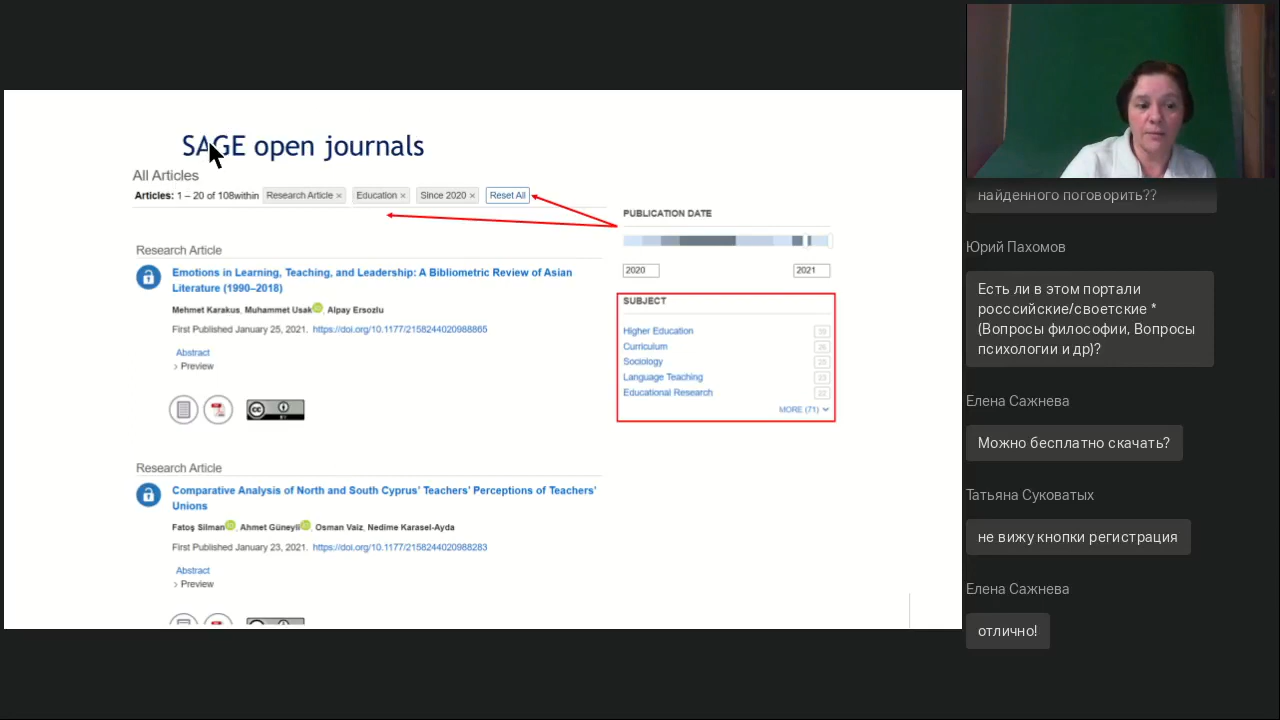 SAGE open journals
All Articles
Articles: 1 – 20 of 108within Research Article × Education × Since 2020 × Reset All
PUBLICATION DATE
2020 2021
SUBJECT
Higher Education
Curriculum
Sociology
Language Teaching
Educational Research
MORE (71)
Research Article
Emotions in Learning, Teaching, and Leadership: A Bibliometric Review of Asian
Literature (1990–2018)
Mehmet Karakus, Muhammet Usak, Alpay Ersozlu
First Published January 25, 2021. https://doi.org/10.1177/2158244020988865
Abstract
> Preview
cc BY
Research Article
Comparative Analysis of North and South Cyprus' Teachers' Perceptions of Teachers'
Unions
Fatoş Silman, Ahmet Güneyli, Osman Vaiz, Nedime Karasel-Ayda
First Published January 23, 2021. https://doi.org/10.1177/2158244020988283
Abstract
> Preview
найденного поговорить??
Юрий Пахомов
Есть ли в этом портали
росссийские/своетские *
(Вопросы философии, Вопросы
психологии и др)?
Елена Сажнева
Можно бесплатно скачать?
Татьяна Суковатых
не вижу кнопки регистрация
Елена Сажнева
отлично!